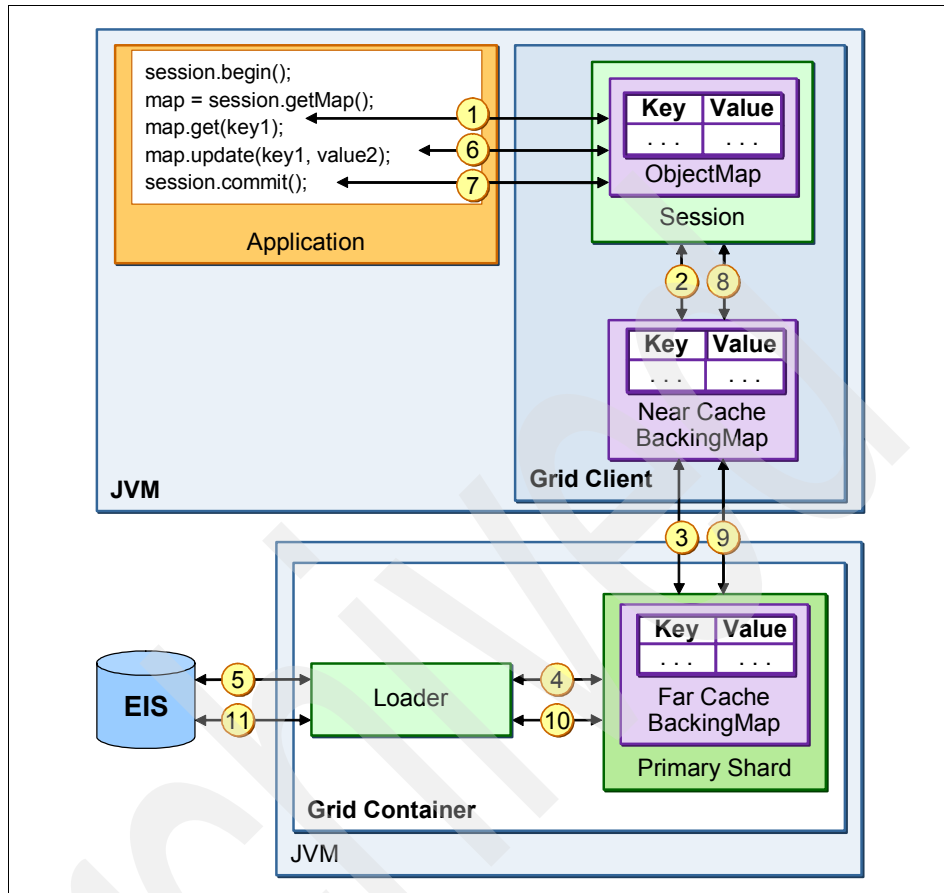 session.begin();
map = session.getMap();
map.get(key1);
map.update(key1, value2);
session.commit();
Application
1
6
7
Key Value
. . . . . .
ObjectMap
Session
2
8
Key Value
. . . . . .
Near Cache
BackingMap
Grid Client
JVM
3
9
Key Value
. . . . . .
Far Cache
BackingMap
Primary Shard
EIS
5
11
Loader
4
10
Grid Container
JVM